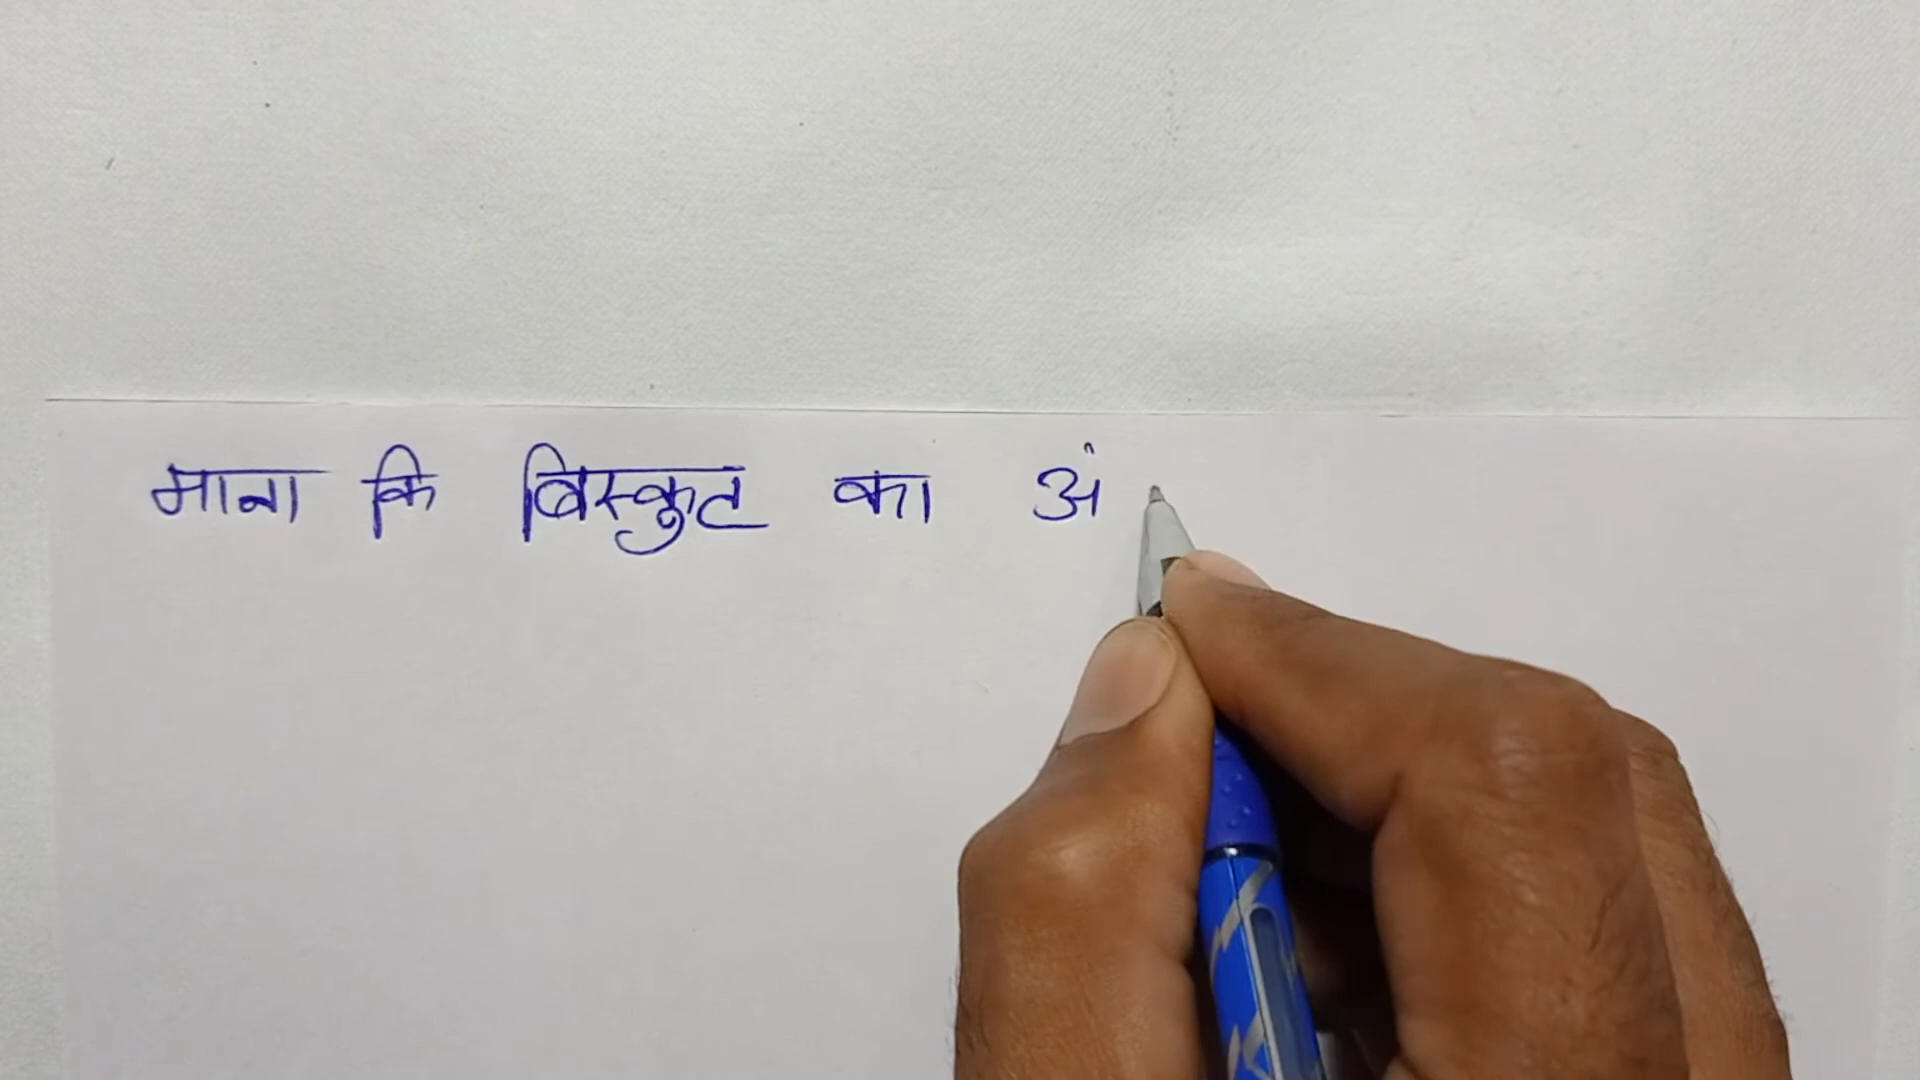 माना कि बिस्कुट का अं